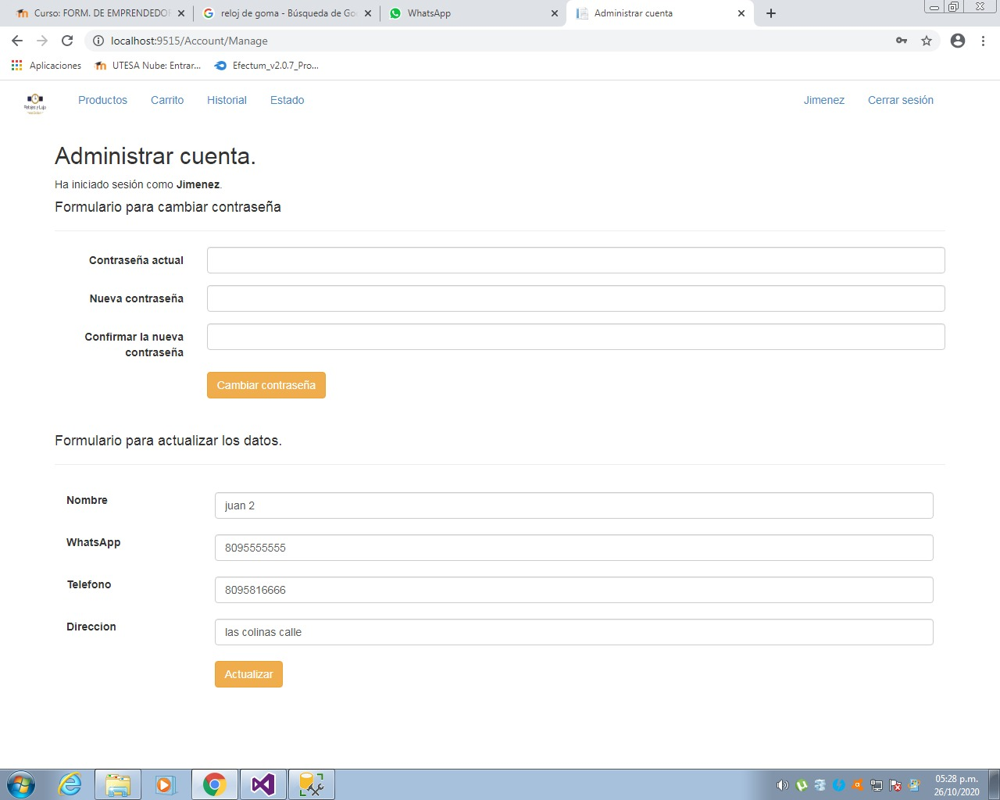 Curso: FORM. DE EMPRENDEDOR
reloj de goma - Búsqueda de Go
WhatsApp
Administrar cuenta
localhost:9515/Account/Manage
Aplicaciones
UTESA Nube: Entrar...
Efectum_v2.0.7_Pro...
Relojes y Lujo
Productos
Carrito
Historial
Estado
Jimenez
Cerrar sesión
Administrar cuenta.
Ha iniciado sesión como Jimenez.
Formulario para cambiar contraseña
Contraseña actual
Nueva contraseña
Confirmar la nueva
contraseña
Cambiar contraseña
Formulario para actualizar los datos.
Nombre
juan 2
WhatsApp
8095555555
Telefono
8095816666
Direccion
las colinas calle
Actualizar
05:28 p.m.
26/10/2020